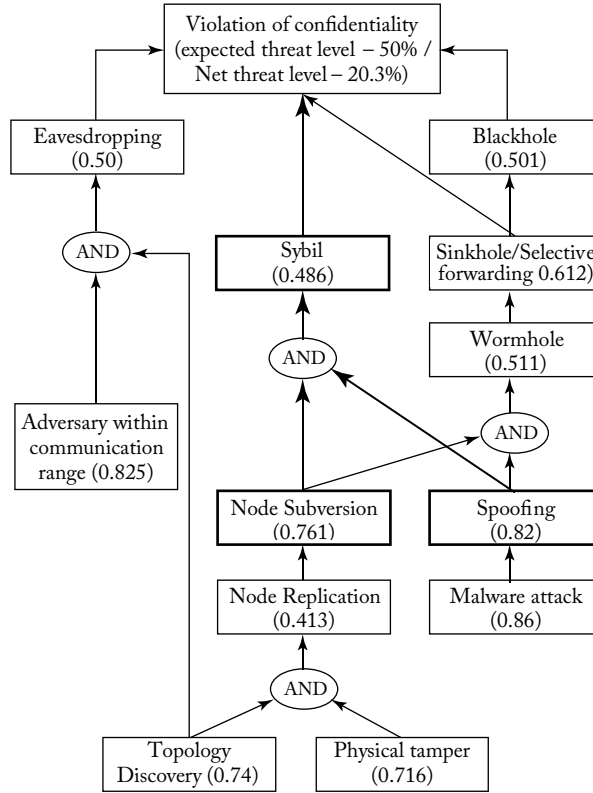 Violation of confidentiality
(expected threat level – 50% /
Net threat level – 20.3%)
Eavesdropping
(0.50)
Blackhole
(0.501)
AND
Sybil
(0.486)
Sinkhole/Selective
forwarding 0.612)
AND
Wormhole
(0.511)
Adversary within
communication
range (0.825)
AND
Node Subversion
(0.761)
Spoofing
(0.82)
Node Replication
(0.413)
Malware attack
(0.86)
AND
Topology
Discovery (0.74)
Physical tamper
(0.716)